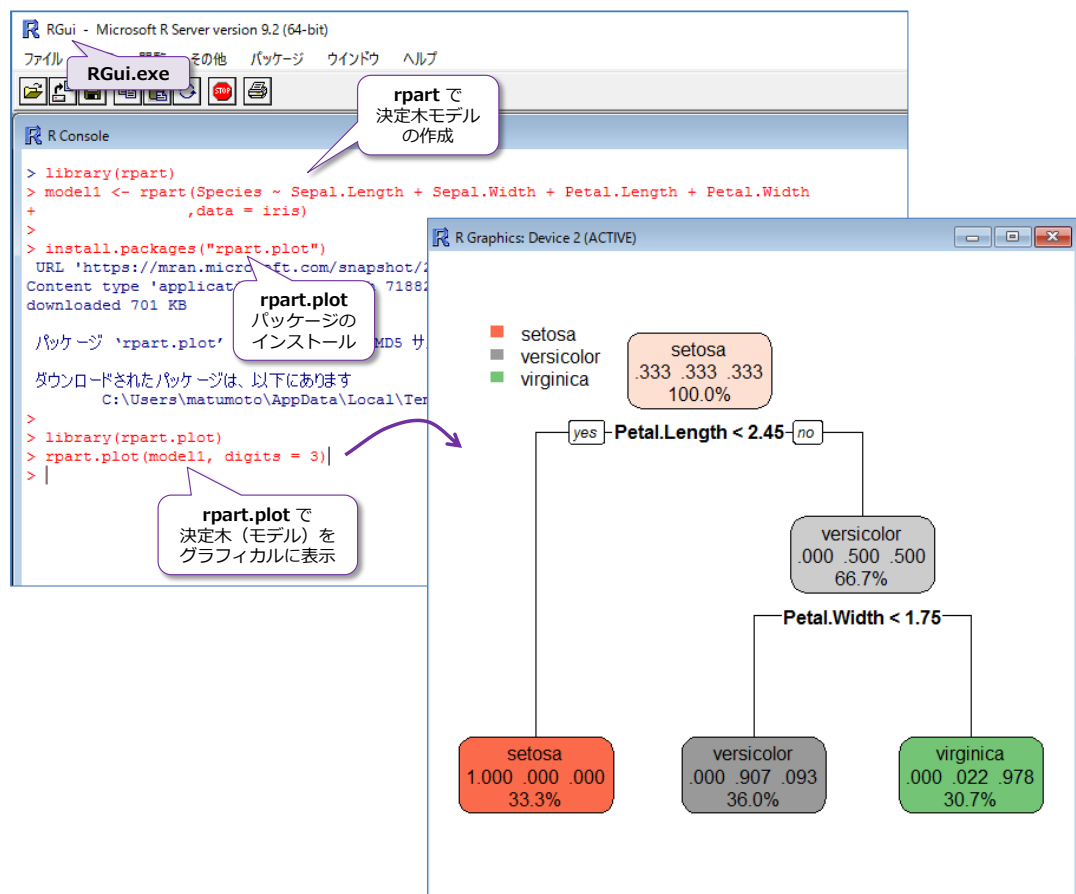 RGui - Microsoft R Server version 9.2 (64-bit)
ファイル その他 パッケージ ウインドウ ヘルプ
RGui.exe
STOP
rpart で
決定木モデル
の作成
R Console
> library(rpart)
> model1 <- rpart(Species ~ Sepal.Length + Sepal.Width + Petal.Length + Petal.Width
+ ,data = iris)
>
> install.packages("rpart.plot")
URL 'https://mran.microsoft.com/snapshot/2
Content type 'applicat 71882
downloaded 701 KB
rpart.plot
パッケージの
インストール
パッケージ ‘rpart.plot’ MD5 サ
ダウンロードされたパッケージは、以下にあります
C:\Users\matumoto\AppData\Local\Tem
>
> library(rpart.plot)
> rpart.plot(model1, digits = 3)
>
rpart.plot で
決定木（モデル）を
グラフィカルに表示
R Graphics: Device 2 (ACTIVE)
setosa
versicolor
virginica
setosa
.333 .333 .333
100.0%
yes Petal.Length < 2.45 no
versicolor
.000 .500 .500
66.7%
Petal.Width < 1.75
setosa
1.000 .000 .000
33.3%
versicolor
.000 .907 .093
36.0%
virginica
.000 .022 .978
30.7%